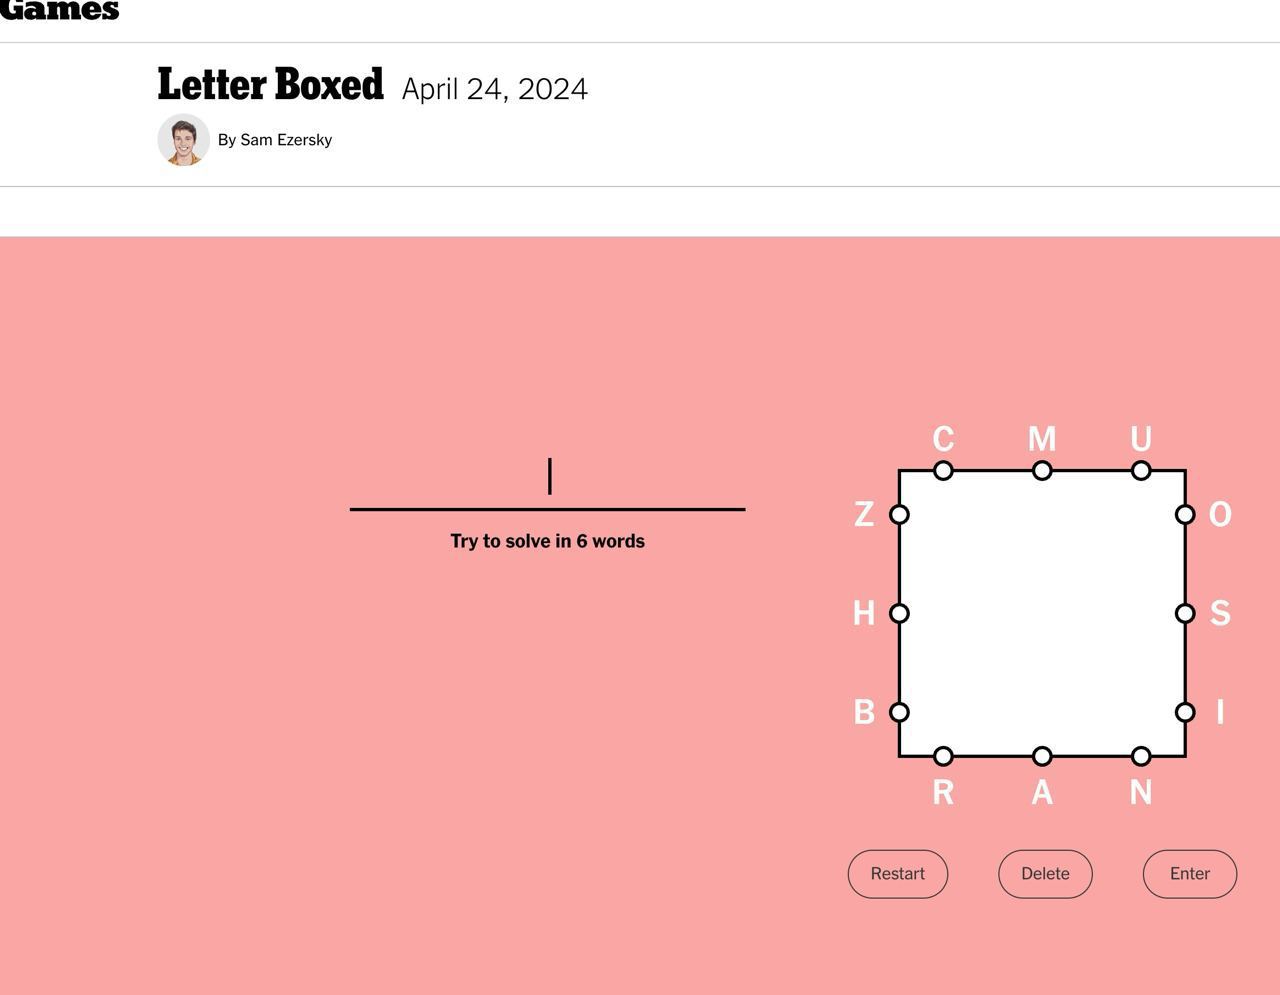 Games
Letter Boxed April 24, 2024
By Sam Ezersky
Try to solve in 6 words
C M U
Z O
H S
B I
R A N
Restart Delete Enter